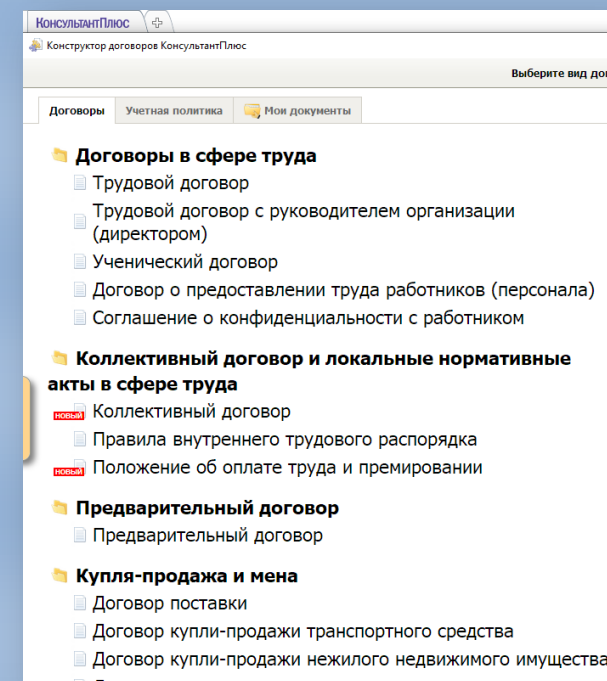 КонсультантПлюс
Конструктор договоров КонсультантПлюс
Выберите вид
Договоры Учетная политика Мои документы
Договоры в сфере труда
Трудовой договор
Трудовой договор с руководителем организации
(директором)
Ученический договор
Договор о предоставлении труда работников (персонала)
Соглашение о конфиденциальности с работником
Коллективный договор и локальные нормативные
акты в сфере труда
новый Коллективный договор
Правила внутреннего трудового распорядка
новый Положение об оплате труда и премировании
Предварительный договор
Предварительный договор
Купля-продажа и мена
Договор поставки
Договор купли-продажи транспортного средства
Договор купли-продажи нежилого недвижимого имущества